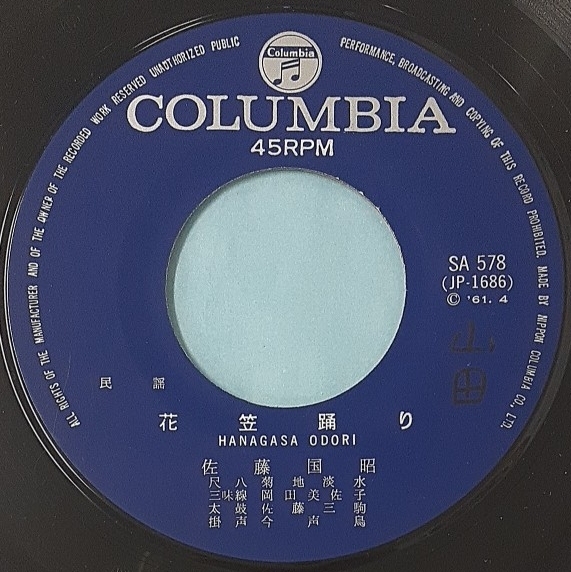 ALL RIGHTS OF THE MANUFACTURER AND OF THE OWNER OF THE RECORDED WORK RESERVED UNAUTHORIZED PUBLIC PERFORMANCE, BROADCASTING AND COPYING OF THIS RECORD PROHIBITED. MADE BY NIPPON COLUMBIA CO., LTD.
Columbia
COLUMBIA
45RPM
SA 578
(JP-1686)
© '61. 4
山田
民謡
花笠踊り
HANAGASA ODORI
佐藤国昭
尺八 菊地淡水
三味線 岡田美佐子
太鼓 佐藤三駒
掛声 今声鳥